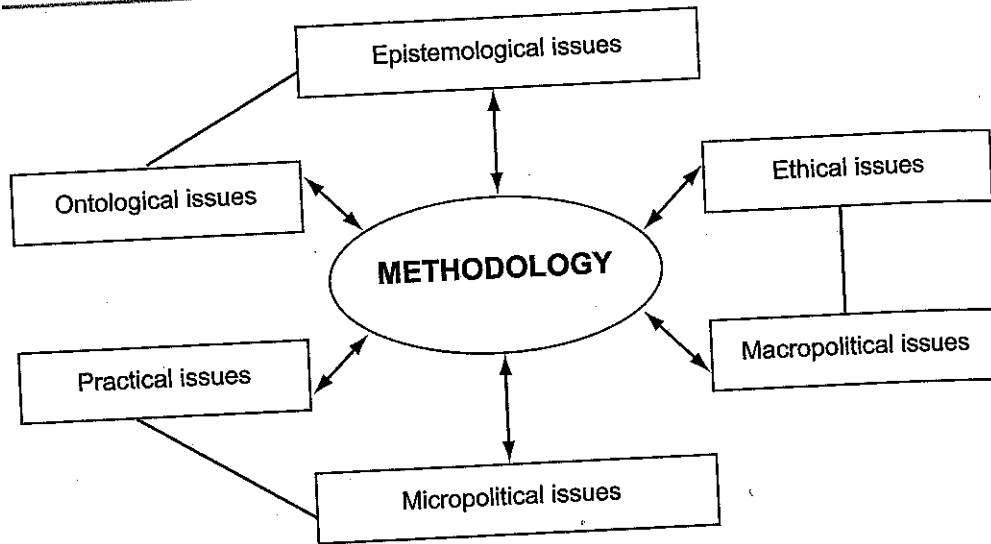 Epistemological issues
Ethical issues
Ontological issues
METHODOLOGY
Macropolitical issues
Practical issues
Micropolitical issues